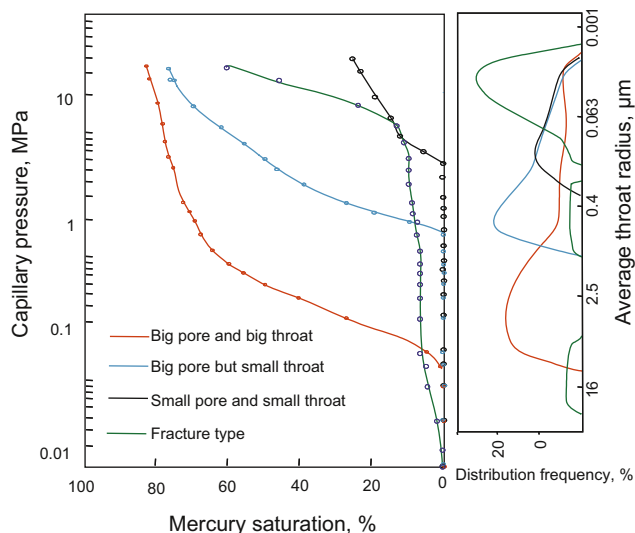 Capillary pressure, MPa
10
1
0.1
0.01
100
80
60
40
20
0
Mercury saturation, %
Big pore and big throat
Big pore but small throat
Small pore and small throat
Fracture type
0.001
0.063
0.4
2.5
16
Average throat radius, μm
20
0
Distribution frequency, %